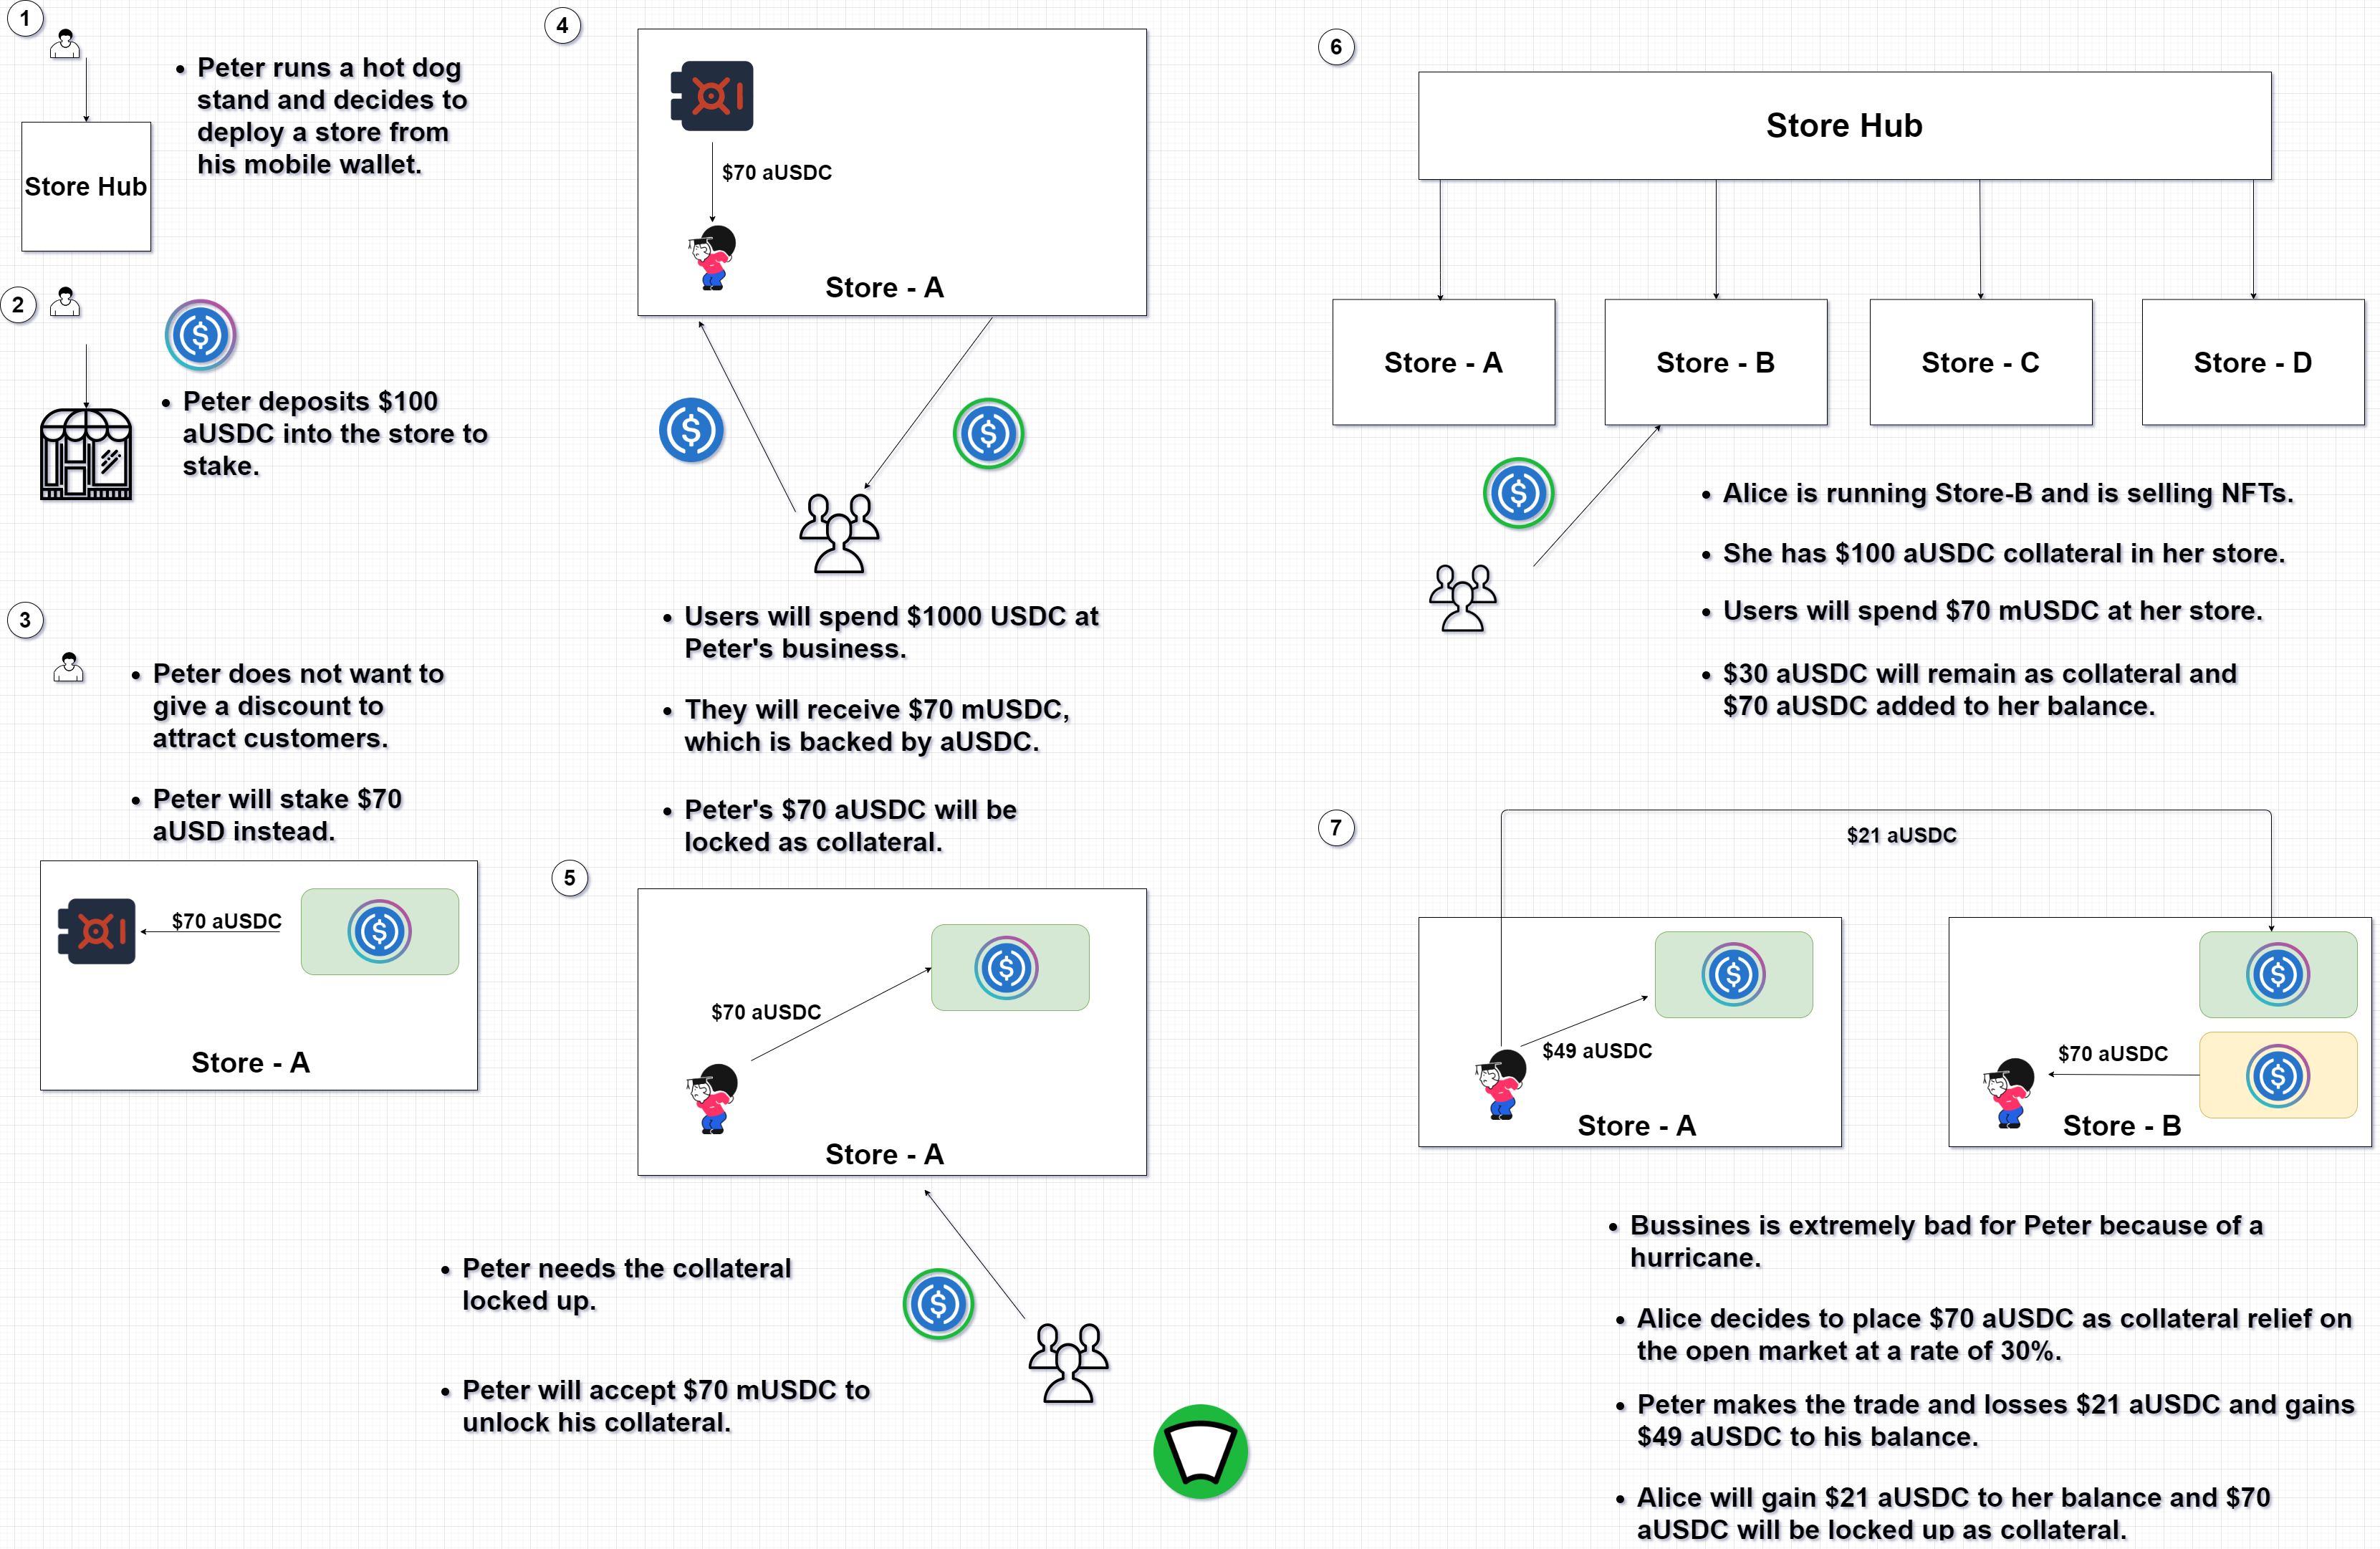 1
• Peter runs a hot dog
stand and decides to
deploy a store from
his mobile wallet.
Store Hub
2
• Peter deposits $100
aUSDC into the store to
stake.
3
• Peter does not want to
give a discount to
attract customers.
• Peter will stake $70
aUSD instead.
$70 aUSDC
Store - A
4
$70 aUSDC
Store - A
• Users will spend $1000 USDC at
Peter's business.
• They will receive $70 mUSDC,
which is backed by aUSDC.
• Peter's $70 aUSDC will be
locked as collateral.
5
$70 aUSDC
Store - A
• Peter needs the collateral
locked up.
• Peter will accept $70 mUSDC to
unlock his collateral.
6
Store Hub
Store - A
Store - B
Store - C
Store - D
• Alice is running Store-B and is selling NFTs.
• She has $100 aUSDC collateral in her store.
• Users will spend $70 mUSDC at her store.
• $30 aUSDC will remain as collateral and
$70 aUSDC added to her balance.
7
$21 aUSDC
$49 aUSDC
Store - A
$70 aUSDC
Store - B
• Bussines is extremely bad for Peter because of a
hurricane.
• Alice decides to place $70 aUSDC as collateral relief on
the open market at a rate of 30%.
• Peter makes the trade and losses $21 aUSDC and gains
$49 aUSDC to his balance.
• Alice will gain $21 aUSDC to her balance and $70
aUSDC will be locked up as collateral.